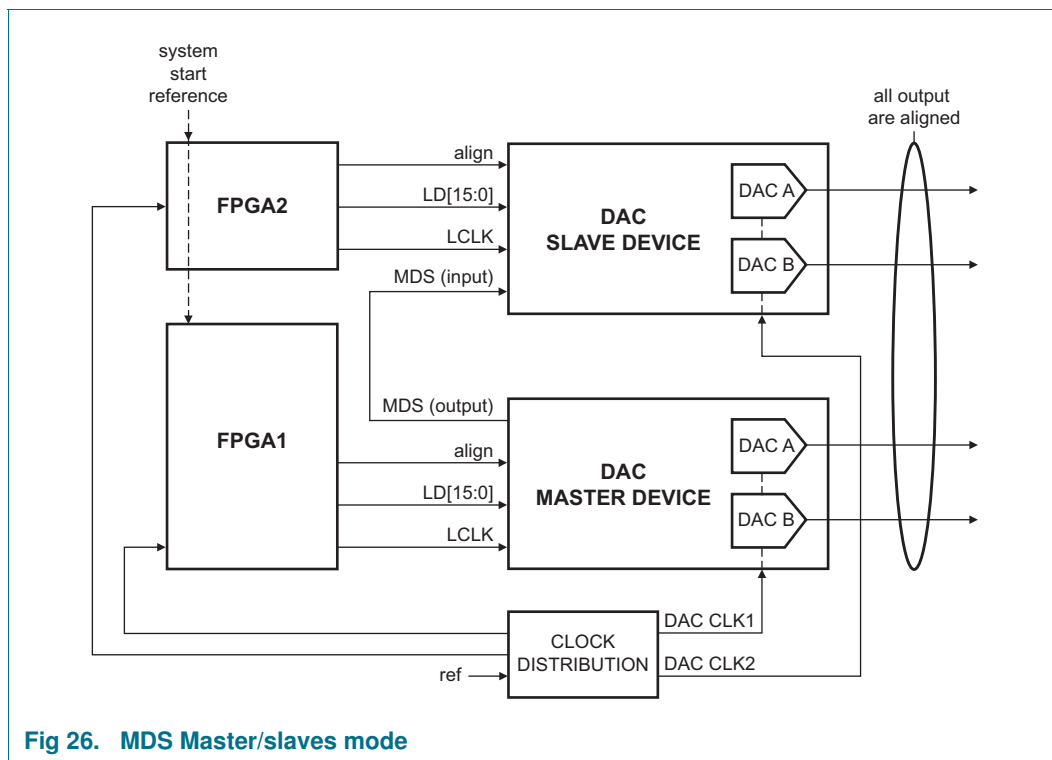 system
start
reference
all output
are aligned
FPGA2
align
LD[15:0]
LCLK
MDS (input)
DAC
SLAVE DEVICE
DAC A
DAC B
FPGA1
MDS (output)
align
LD[15:0]
LCLK
DAC
MASTER DEVICE
DAC A
DAC B
CLOCK
DISTRIBUTION
ref
DAC CLK1
DAC CLK2
Fig 26. MDS Master/slaves mode